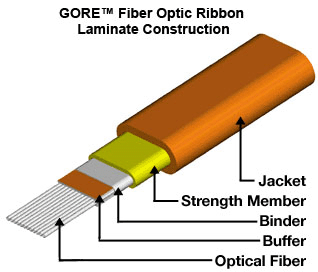 GORE™ Fiber Optic Ribbon
Laminate Construction
Jacket
Strength Member
Binder
Buffer
Optical Fiber